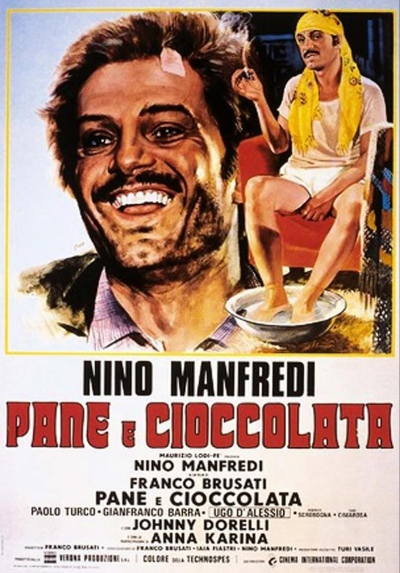 NINO MANFREDI
PANE E CIOCCOLATA
MAURIZIO LODI-FE'
NINO MANFREDI
FRANCO BRUSATI
PANE E CIOCCOLATA
PAOLO TURCO · GIANFRANCO BARRA · UGO D'ALESSIO
JOHNNY DORELLI
ANNA KARINA
FRANCO BRUSATI FRANCO BRUSATI · IAIA FIASTRI · NINO MANFREDI TURI VASILE
VERONA PRODUZIONE S.R.L. COLORE DELLA TECHNOSPES CINEMA INTERNATIONAL CORPORATION